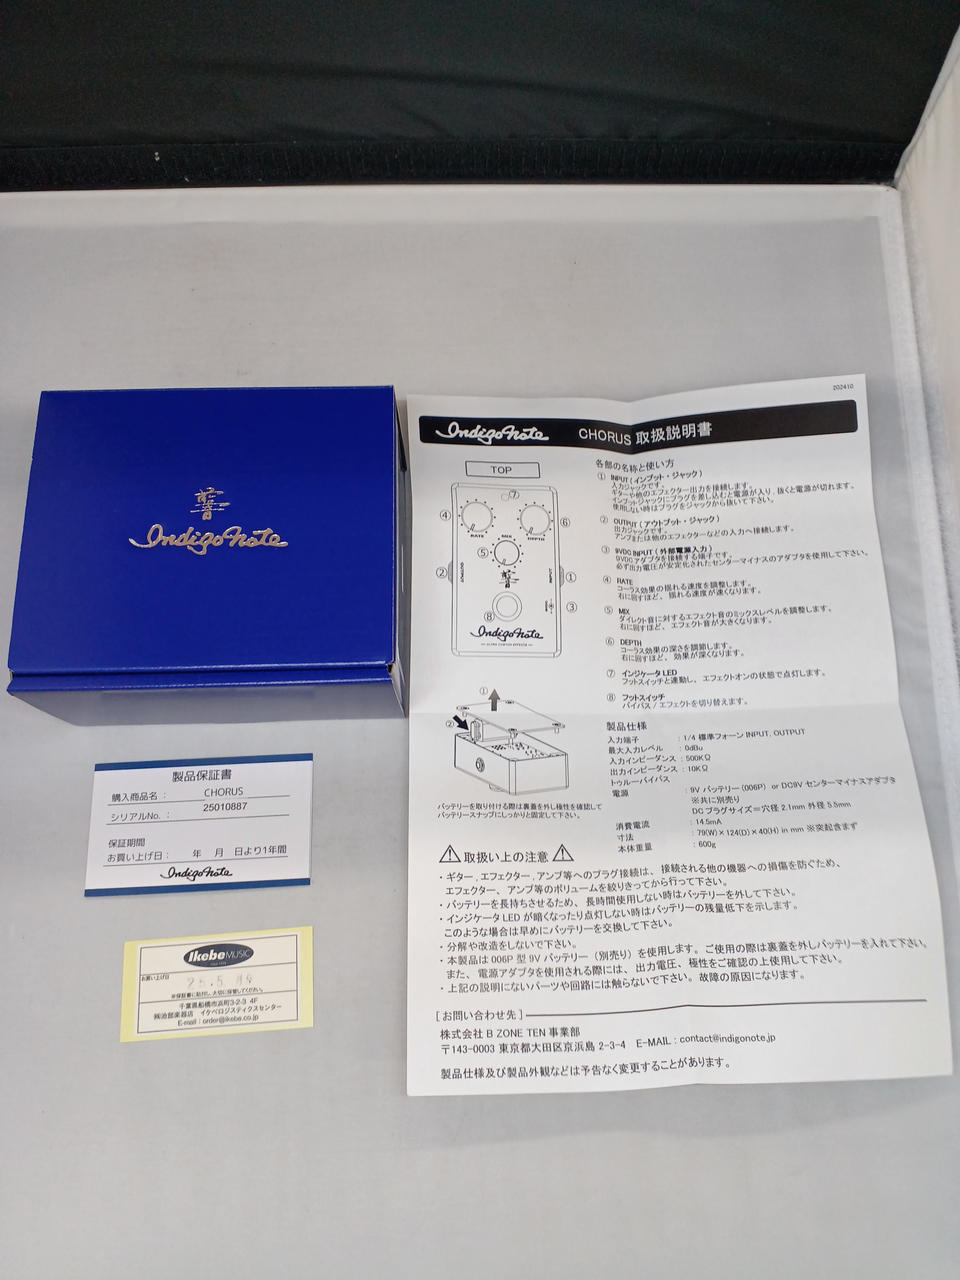 響
IndigoNote
製品保証書
購入商品名： CHORUS
シリアルNo.： 25010887
保証期間
お買い上げ日： 年 月 日より1年間
IndigoNote
IkebeMUSIC
お買い上げ日
※保証書に貼付し、大切に保管してください。
千葉県船橋市浜町3-2-3 4F
㈱池部楽器店 イケベロジスティクスセンター
E-mail：order@ikebe.co.jp
202410
IndigoNote CHORUS 取扱説明書
TOP
⑦
④
⑥
RATE MIX DEPTH
⑤
②
OUTPUT
響
INPUT
①
⑧
③
IndigoNote
①
②
バッテリーを取り付ける際は裏蓋を外し極性を確認して
バッテリースナップにしっかりと固定して下さい。
各部の名称と使い方
① INPUT (インプット・ジャック)
入力ジャックです。
ギターや他のエフェクター出力を接続します。
インプットジャックにプラグを差し込むと電源が入り、抜くと電源が切れます。
使用しない時はプラグをジャックから抜いて下さい。
② OUTPUT (アウトプット・ジャック)
出力ジャックです。
アンプまたは他のエフェクターなどの入力へ接続します。
③ 9VDC INPUT (外部電源入力)
9VDCアダプタを接続する端子です。
必ず出力電圧が安定化されたセンターマイナスのアダプタを使用して下さい。
④ RATE
コーラス効果の揺れる速度を調整します。
右に回すほど、揺れる速度が速くなります。
⑤ MIX
ダイレクト音に対するエフェクト音のミックスレベルを調整します。
右に回すほど、エフェクト音が大きくなります。
⑥ DEPTH
コーラス効果の深さを調節します。
右に回すほど、効果が深くなります。
⑦ インジケータ LED
フットスイッチと連動し、エフェクトオンの状態で点灯します。
⑧ フットスイッチ
バイパス / エフェクトを切り替えます。
製品仕様
入力端子 : 1/4 標準フォーン INPUT, OUTPUT
最大入力レベル : 0dBu
入力インピーダンス : 500KΩ
出力インピーダンス : 10KΩ
トゥルーバイパス
電源 : 9V バッテリー(006P) or DC9V センターマイナスアダプタ
※共に別売り
DC プラグサイズ＝穴径 2.1mm 外径 5.5mm
消費電流 : 14.5mA
寸法 : 79(W)×124(D)×40(H) in mm ※突起含まず
本体重量 : 600g
取扱い上の注意
・ギター, エフェクター, アンプ等へのプラグ接続は、接続される他の機器への損傷を防ぐため、
エフェクター、アンプ等のボリュームを絞りきってから行って下さい。
・バッテリーを長持ちさせるため、長時間使用しない時はバッテリーを外して下さい。
・インジケータ LED が暗くなったり点灯しない時はバッテリーの残量低下を示します。
このような場合は早めにバッテリーを交換して下さい。
・分解や改造をしないで下さい。
・本製品は 006P 型 9V バッテリー（別売り）を使用します。ご使用の際は裏蓋を外しバッテリーを入れて下さい。
また、電源アダプタを使用される際には、出力電圧、極性をご確認の上使用して下さい。
・上記の説明にないパーツや回路には触らないで下さい。故障の原因になります。
[お問い合わせ先]
株式会社 B ZONE TEN 事業部
〒143-0003 東京都大田区京浜島 2-3-4 E-MAIL : contact@indigonote.jp
製品仕様及び製品外観などは予告なく変更することがあります。